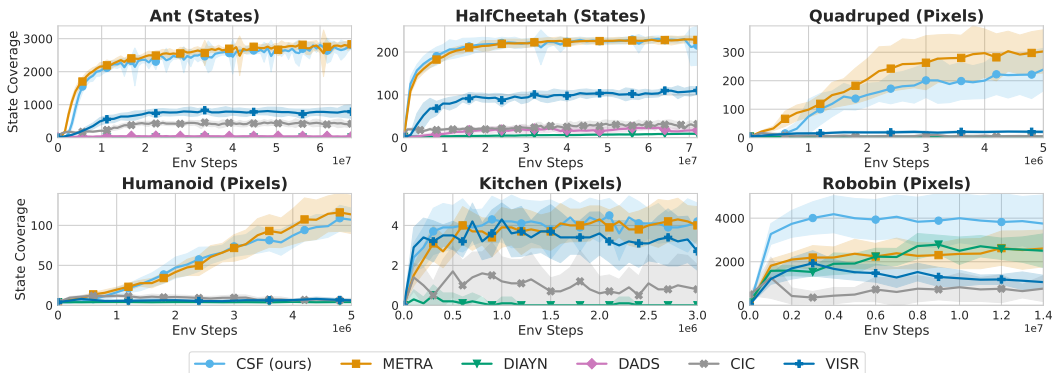 Ant (States)
State Coverage
3000
2000
1000
0
0 1 2 3 4 5 6
Env Steps
1e7
HalfCheetah (States)
200
100
0
0 1 2 3 4 5 6 7
Env Steps
1e7
Quadruped (Pixels)
300
200
100
0
0 1 2 3 4 5
Env Steps
1e6
Humanoid (Pixels)
State Coverage
100
50
0
0 1 2 3 4 5
Env Steps
1e6
Kitchen (Pixels)
4
2
0
0.0 0.5 1.0 1.5 2.0 2.5 3.0
Env Steps
1e6
Robobin (Pixels)
4000
2000
0
0.0 0.2 0.4 0.6 0.8 1.0 1.2 1.4
Env Steps
1e7
CSF (ours) METRA DIAYN DADS CIC VISR